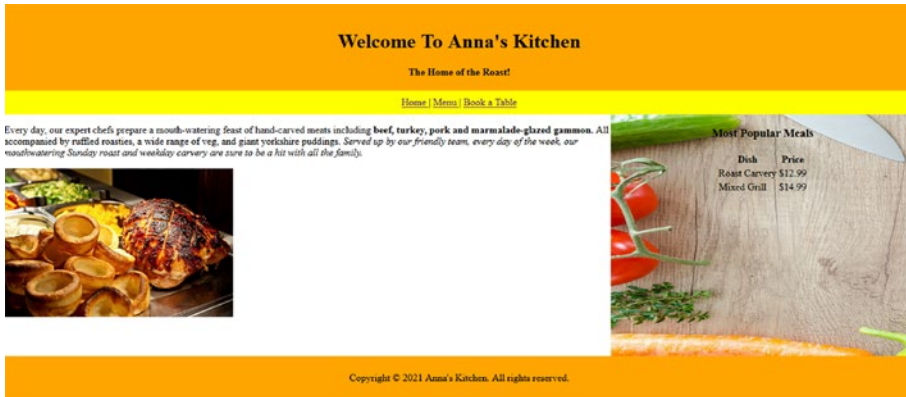 Welcome To Anna's Kitchen
The Home of the Roast!
Home | Menu | Book a Table
Every day, our expert chefs prepare a mouth-watering feast of hand-carved meats including beef, turkey, pork and marmalade-glazed gammon. All
accompanied by ruffled roasties, a wide range of veg, and giant yorkshire puddings. Served up by our friendly team, every day of the week, our
mouthwatering Sunday roast and weekday carvery are sure to be a hit with all the family.
Most Popular Meals
Dish Price
Roast Carvery $12.99
Mixed Grill $14.99
Copyright © 2021 Anna's Kitchen. All rights reserved.